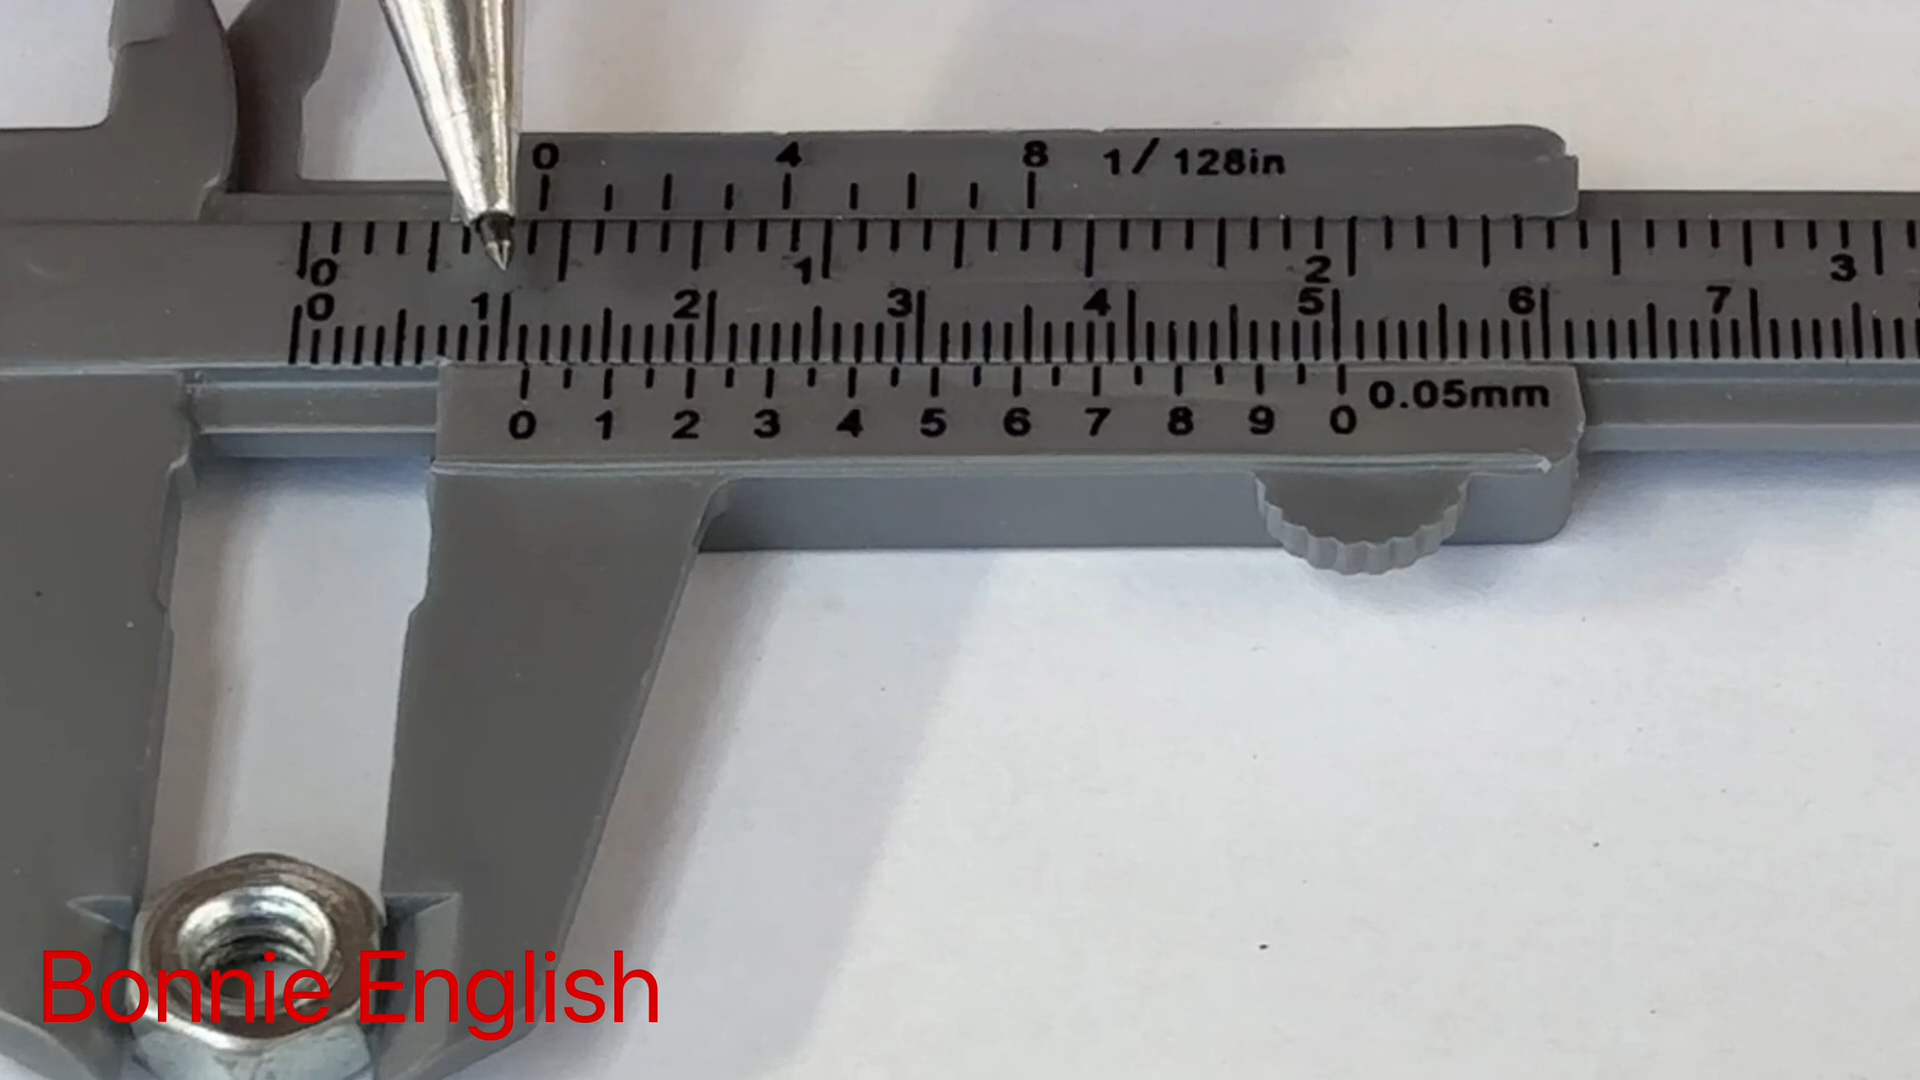 0 4 8 1/128in
0 1 2 3
0 1 2 3 4 5 6 7
0 1 2 3 4 5 6 7 8 9 0 0.05mm
Bonnie English